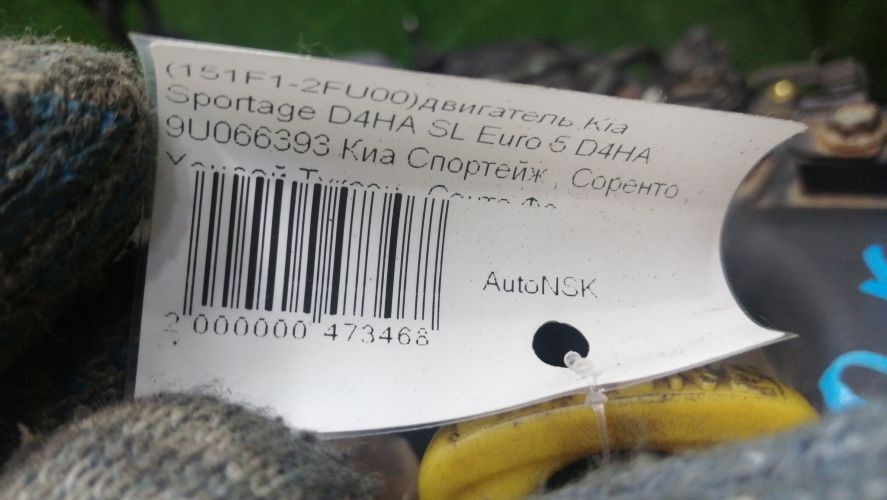 (151F1-2FU00)двигатель Kia
Sportage D4HA SL Euro 5 D4HA
9U066393 Киа Спортейж , Соренто ,
AutoNSK
2 000000 473468